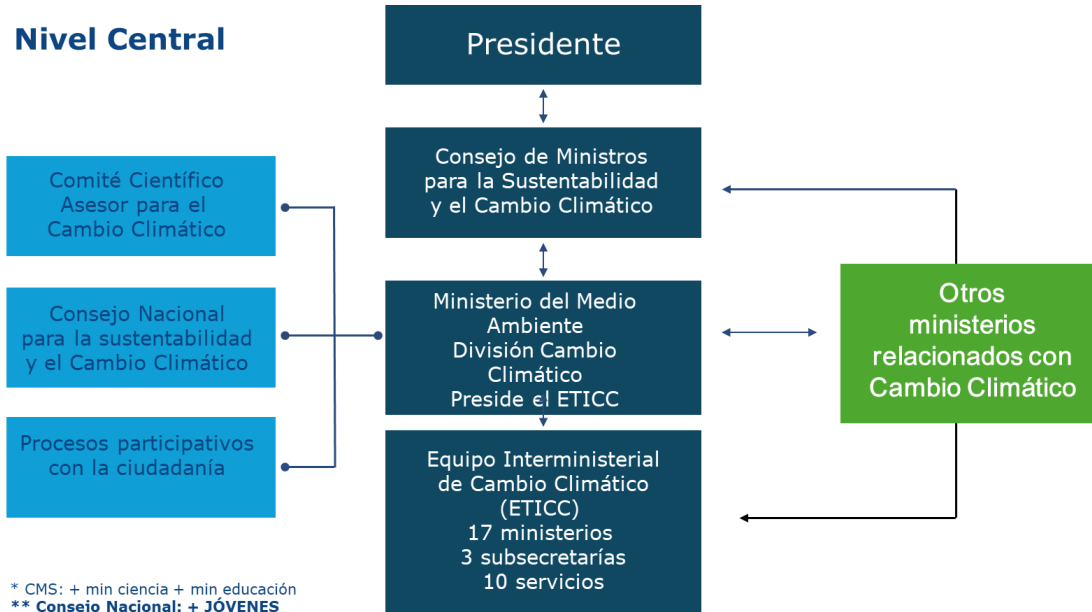 Nivel Central
Presidente
Consejo de Ministros
para la Sustentabilidad
y el Cambio Climático
Comité Científico
Asesor para el
Cambio Climático
Consejo Nacional
para la sustentabilidad
y el Cambio Climático
Procesos participativos
con la ciudadanía
Ministerio del Medio
Ambiente
División Cambio
Climático
Preside el ETICC
Otros
ministerios
relacionados con
Cambio Climático
Equipo Interministerial
de Cambio Climático
(ETICC)
17 ministerios
3 subsecretarías
10 servicios
* CMS: + min ciencia + min educación
** Consejo Nacional: + JÓVENES